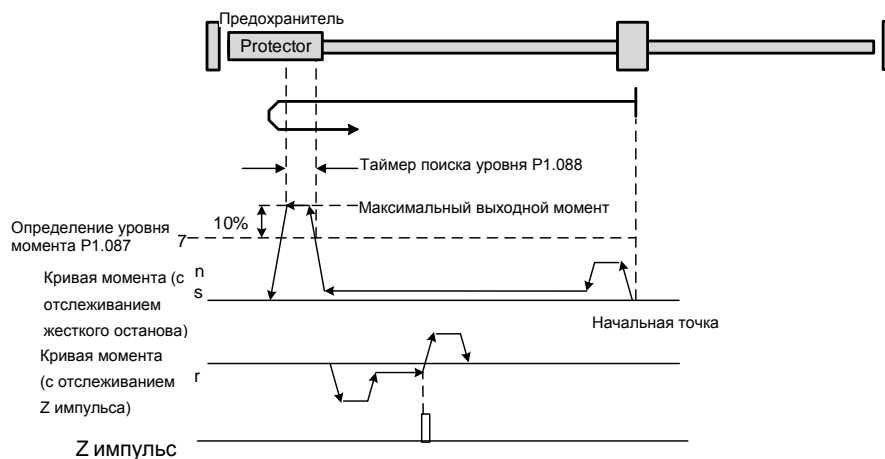 Предохранитель
Protector
Таймер поиска уровня P1.088
Максимальный выходной момент
10%
Определение уровня
момента P1.087
7
Кривая момента (с
n
s
отслеживанием
жесткого останова)
Начальная точка
Кривая момента
(с отслеживанием
r
Z импульса)
Z импульс